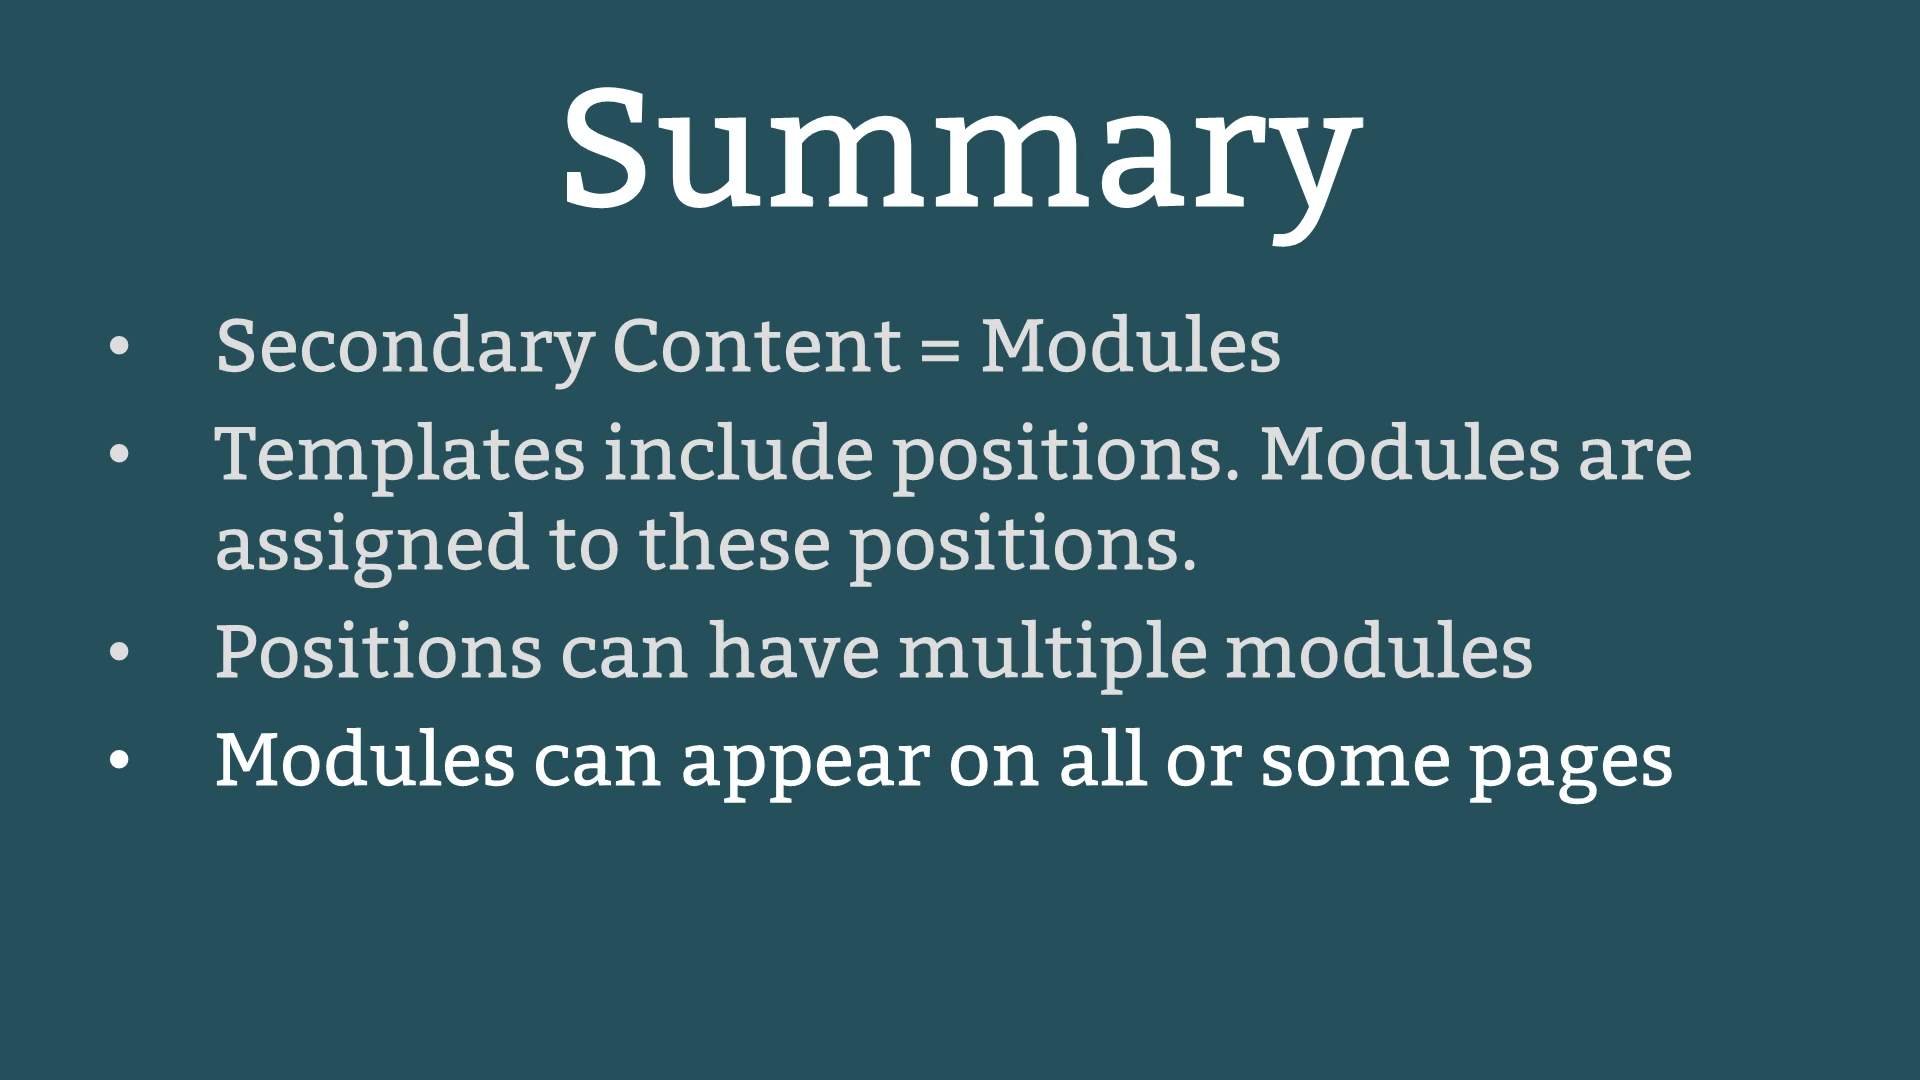 Summary
• Secondary Content = Modules
• Templates include positions. Modules are
assigned to these positions.
• Positions can have multiple modules
• Modules can appear on all or some pages